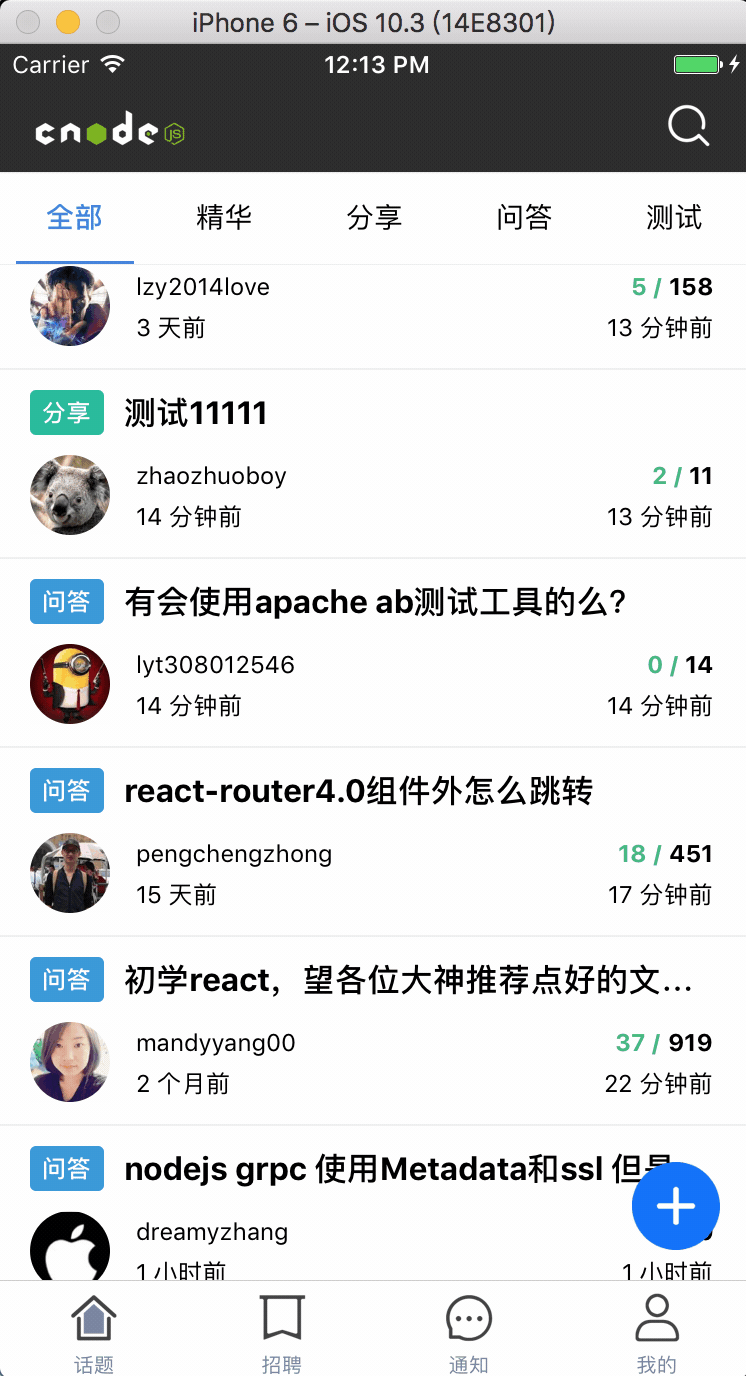 iPhone 6 – iOS 10.3 (14E8301)
Carrier 12:13 PM
cnode JS
全部 精华 分享 问答 测试
lzy2014love 5 / 158
3 天前 13 分钟前
分享 测试11111
zhaozhuoboy 2 / 11
14 分钟前 13 分钟前
问答 有会使用apache ab测试工具的么？
lyt308012546 0 / 14
14 分钟前 14 分钟前
问答 react-router4.0组件外怎么跳转
pengchengzhong 18 / 451
15 天前 17 分钟前
问答 初学react，望各位大神推荐点好的文...
mandyyang00 37 / 919
2 个月前 22 分钟前
问答 nodejs grpc 使用Metadata和ssl 但是
dreamyzhang
1 小时前 1 小时前
话题 招聘 通知 我的